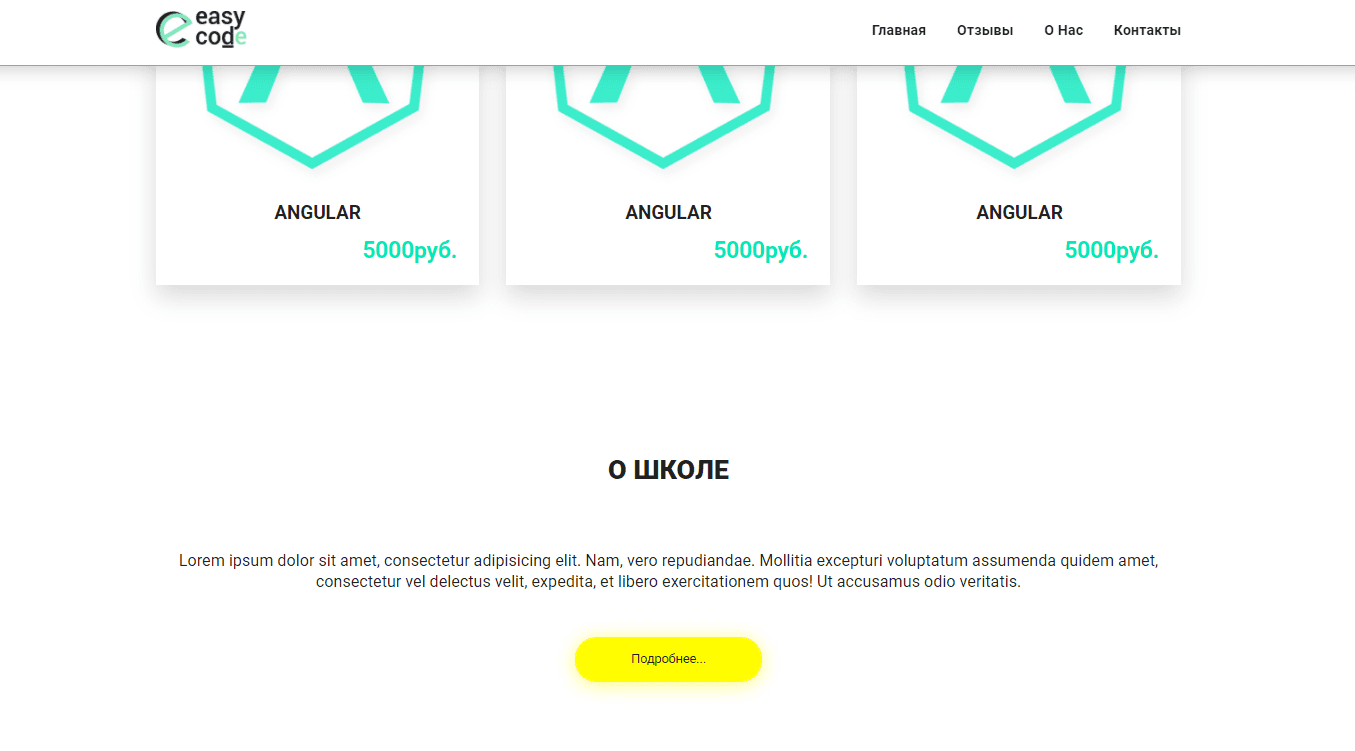 easy
code
Главная Отзывы О Нас Контакты
ANGULAR ANGULAR ANGULAR
5000руб. 5000руб. 5000руб.
О ШКОЛЕ
Lorem ipsum dolor sit amet, consectetur adipisicing elit. Nam, vero repudiandae. Mollitia excepturi voluptatum assumenda quidem amet,
consectetur vel delectus velit, expedita, et libero exercitationem quos! Ut accusamus odio veritatis.
Подробнее...